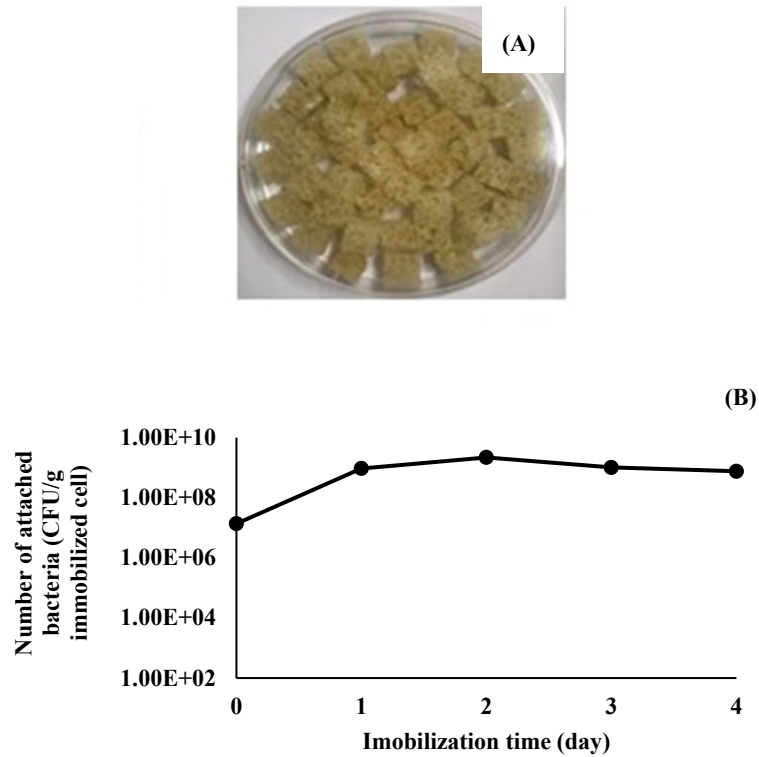 (A)
(B)
Number of attached
bacteria (CFU/g
immobilized cell)
1.00E+10
1.00E+08
1.00E+06
1.00E+04
1.00E+02
0 1 2 3 4
Imobilization time (day)